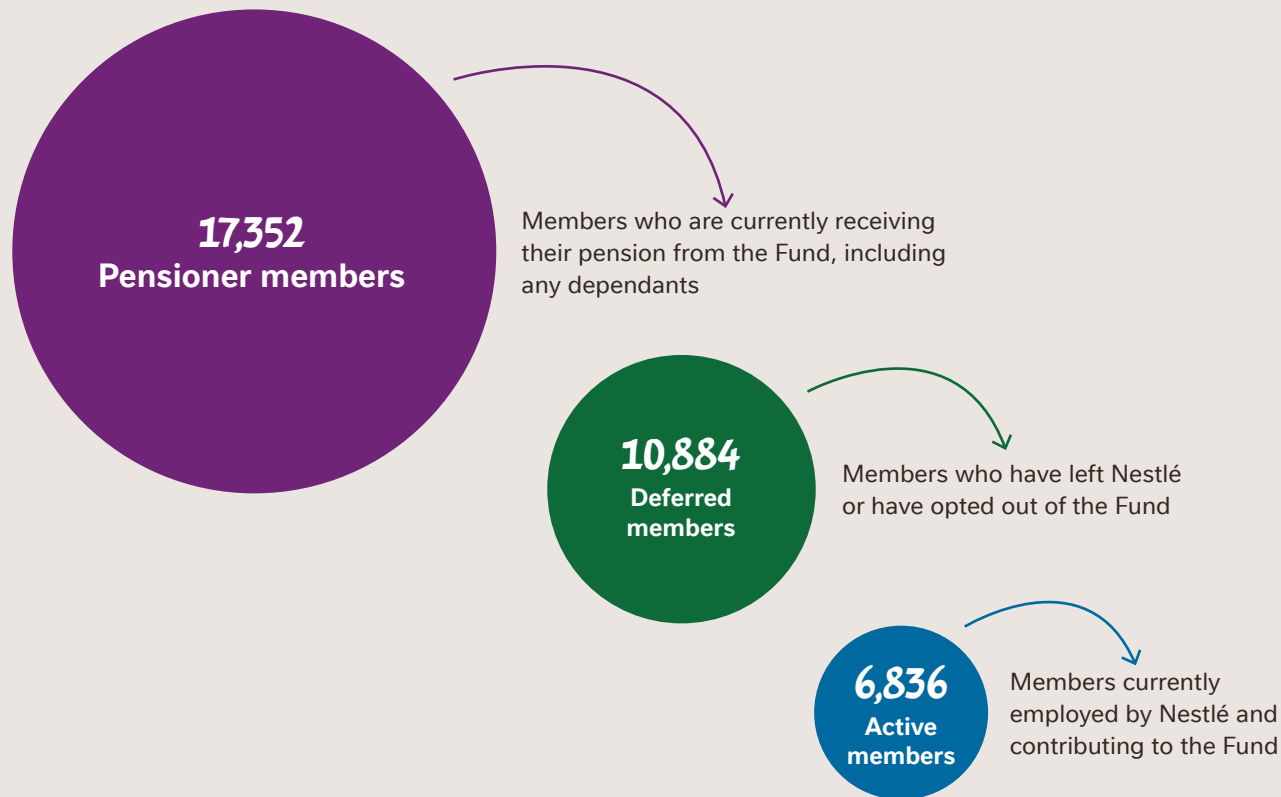 17,352
Pensioner members
Members who are currently receiving
their pension from the Fund, including
any dependants
10,884
Deferred
members
Members who have left Nestlé
or have opted out of the Fund
6,836
Active
members
Members currently
employed by Nestlé and
contributing to the Fund